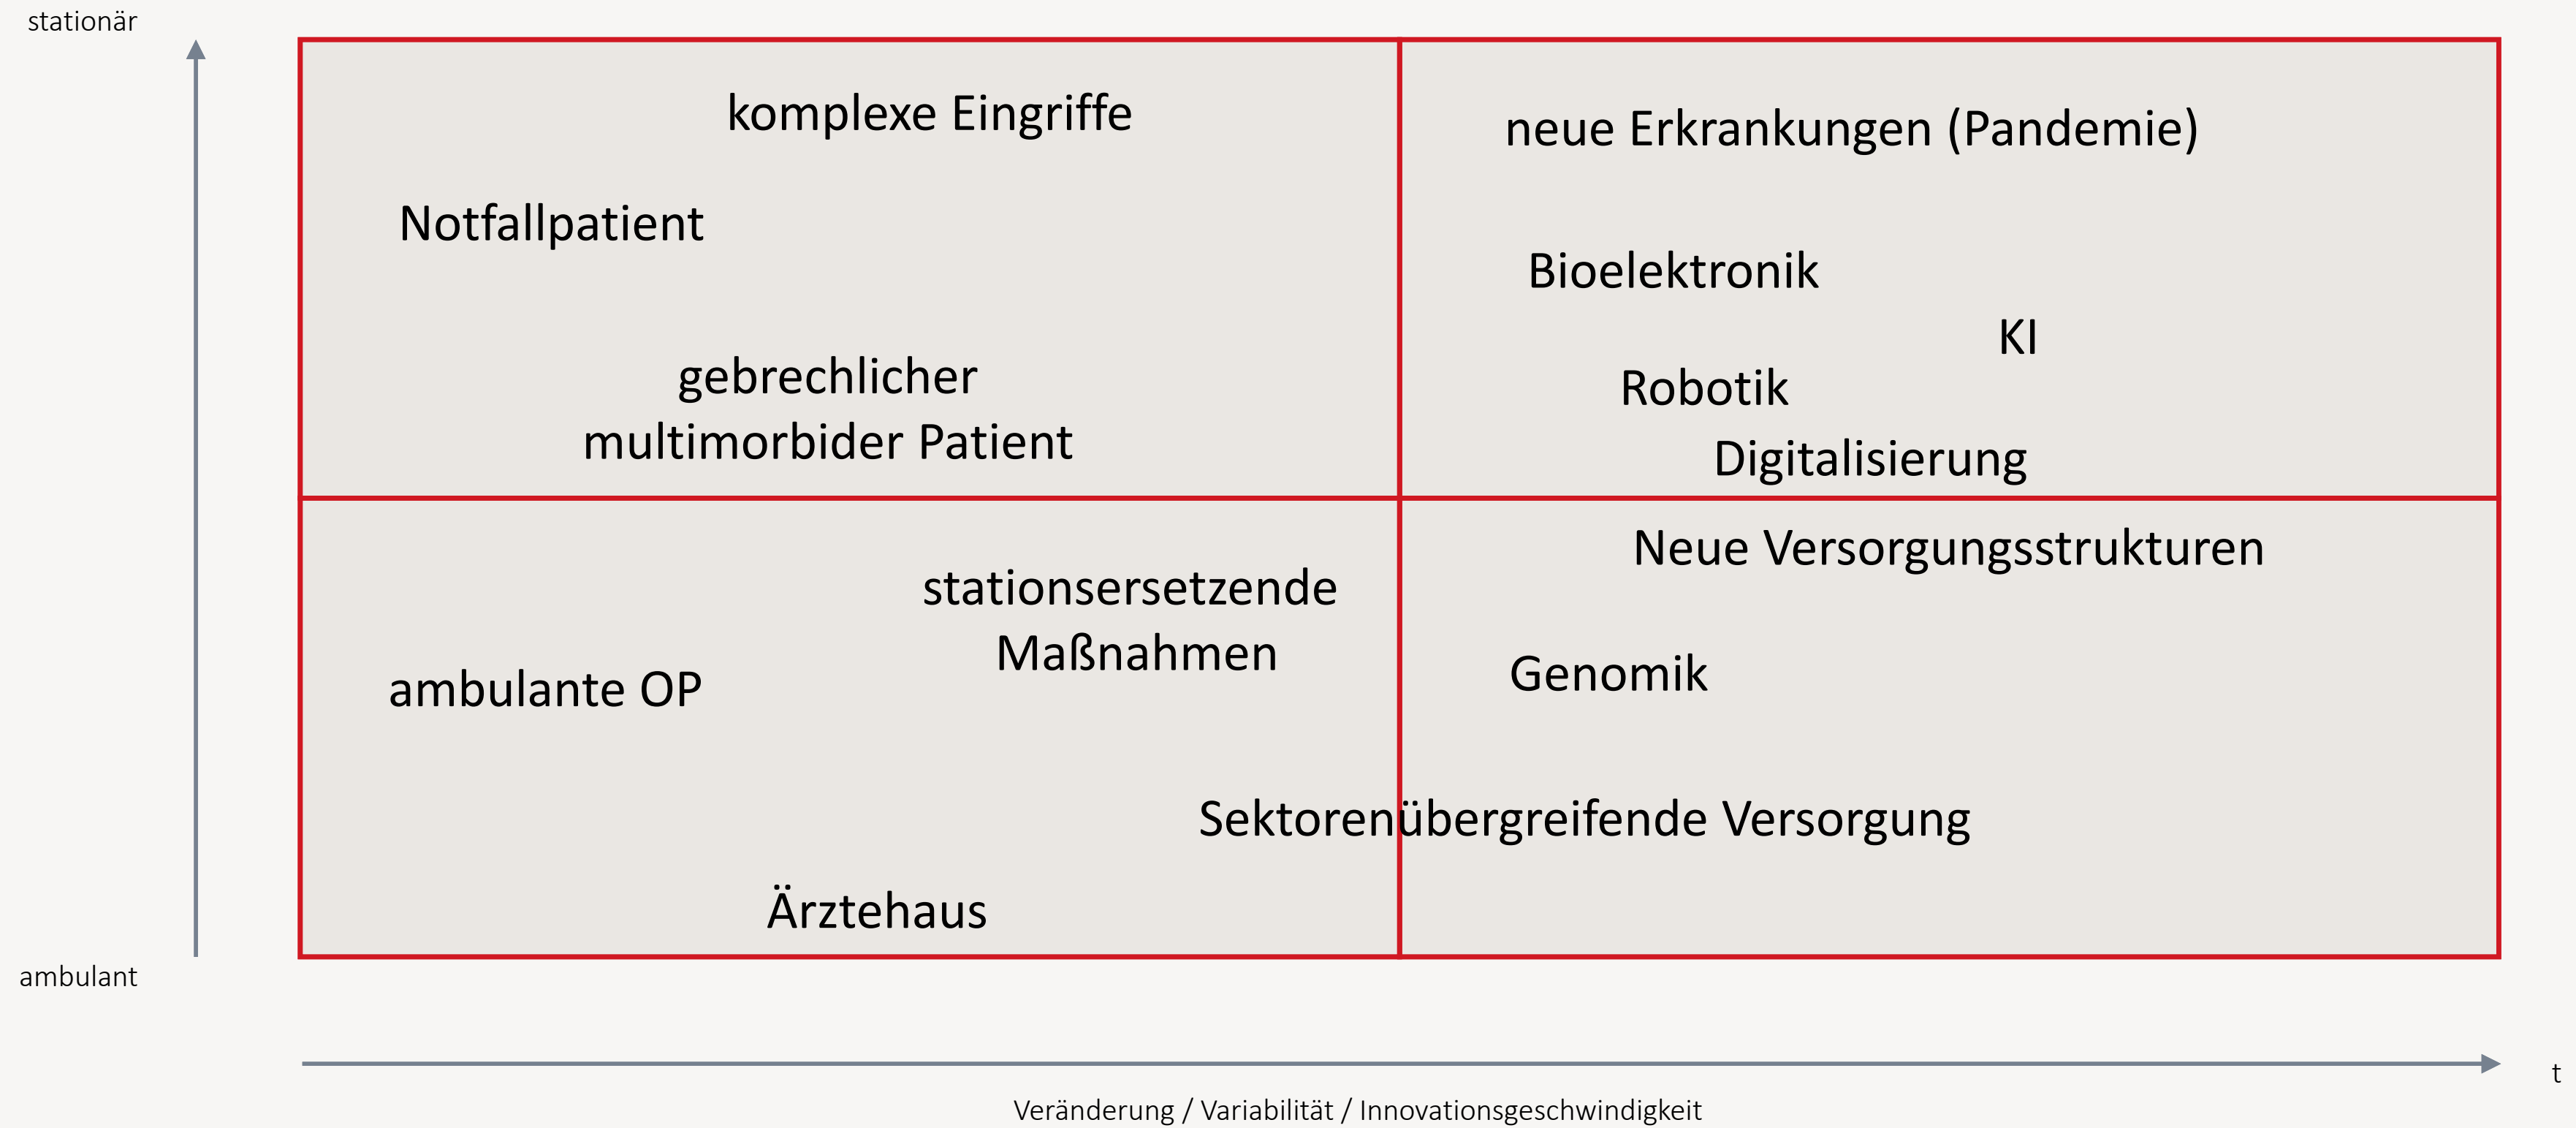 stationär
komplexe Eingriffe
neue Erkrankungen (Pandemie)
Notfallpatient
Bioelektronik
KI
gebrechlicher
multimorbider Patient
Robotik
Digitalisierung
Neue Versorgungsstrukturen
stationsersetzende
Maßnahmen
ambulante OP
Genomik
Sektorenübergreifende Versorgung
Ärztehaus
ambulant
t
Veränderung / Variabilität / Innovationsgeschwindigkeit